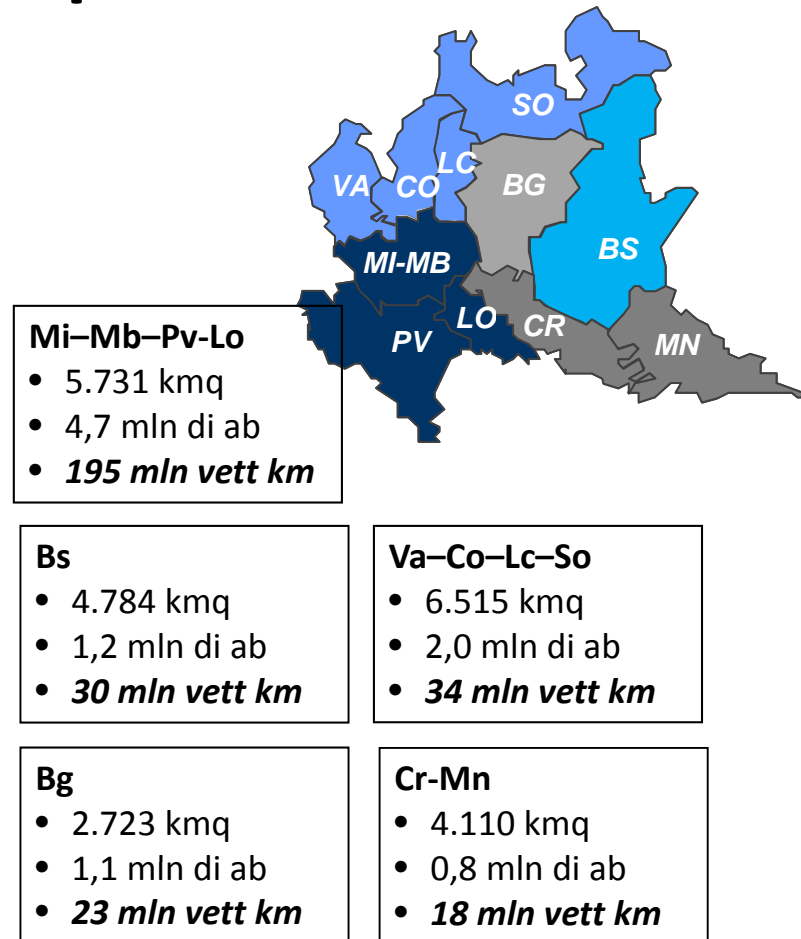 SO
VA
CO
LC
BG
BS
MI-MB
PV
LO
CR
MN
Mi–Mb–Pv-Lo
• 5.731 kmq
• 4,7 mln di ab
• 195 mln vett km
Bs
• 4.784 kmq
• 1,2 mln di ab
• 30 mln vett km
Va–Co–Lc–So
• 6.515 kmq
• 2,0 mln di ab
• 34 mln vett km
Bg
• 2.723 kmq
• 1,1 mln di ab
• 23 mln vett km
Cr-Mn
• 4.110 kmq
• 0,8 mln di ab
• 18 mln vett km